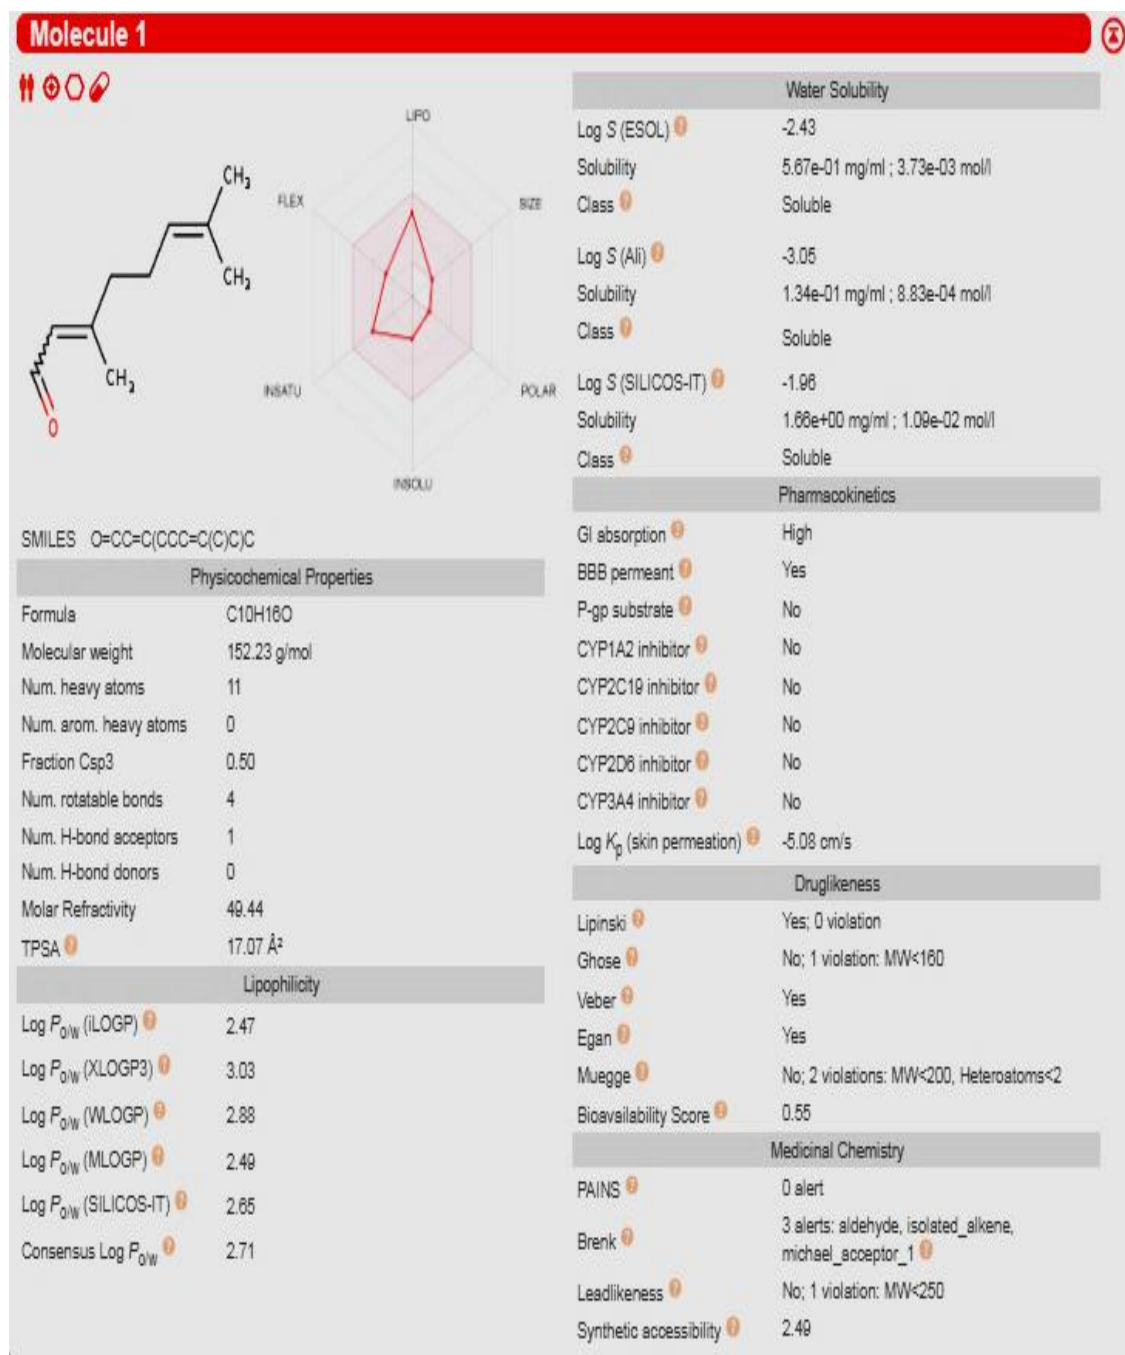 Molecule 1
CH3
CH3
CH3
O
LIPO
FLEX
SIZE
INSATU
POLAR
INSOLU
SMILES O=CC=C(CCC=C(C)C)C
Physicochemical Properties
Formula C10H16O
Molecular weight 152.23 g/mol
Num. heavy atoms 11
Num. arom. heavy atoms 0
Fraction Csp3 0.50
Num. rotatable bonds 4
Num. H-bond acceptors 1
Num. H-bond donors 0
Molar Refractivity 49.44
TPSA ? 17.07 Å²
Lipophilicity
Log Po/w (iLOGP) ? 2.47
Log Po/w (XLOGP3) ? 3.03
Log Po/w (WLOGP) ? 2.88
Log Po/w (MLOGP) ? 2.49
Log Po/w (SILICOS-IT) ? 2.65
Consensus Log Po/w ? 2.71
Water Solubility
Log S (ESOL) ? -2.43
Solubility 5.67e-01 mg/ml ; 3.73e-03 mol/l
Class ? Soluble
Log S (Ali) ? -3.05
Solubility 1.34e-01 mg/ml ; 8.83e-04 mol/l
Class ? Soluble
Log S (SILICOS-IT) ? -1.96
Solubility 1.66e+00 mg/ml ; 1.09e-02 mol/l
Class ? Soluble
Pharmacokinetics
GI absorption ? High
BBB permeant ? Yes
P-gp substrate ? No
CYP1A2 inhibitor ? No
CYP2C19 inhibitor ? No
CYP2C9 inhibitor ? No
CYP2D6 inhibitor ? No
CYP3A4 inhibitor ? No
Log Kp (skin permeation) ? -5.08 cm/s
Druglikeness
Lipinski ? Yes; 0 violation
Ghose ? No; 1 violation: MW<160
Veber ? Yes
Egan ? Yes
Muegge ? No; 2 violations: MW<200, Heteroatoms<2
Bioavailability Score ? 0.55
Medicinal Chemistry
PAINS ? 0 alert
Brenk ? 3 alerts: aldehyde, isolated_alkene,
michael_acceptor_1 ?
Leadlikeness ? No; 1 violation: MW<250
Synthetic accessibility ? 2.49